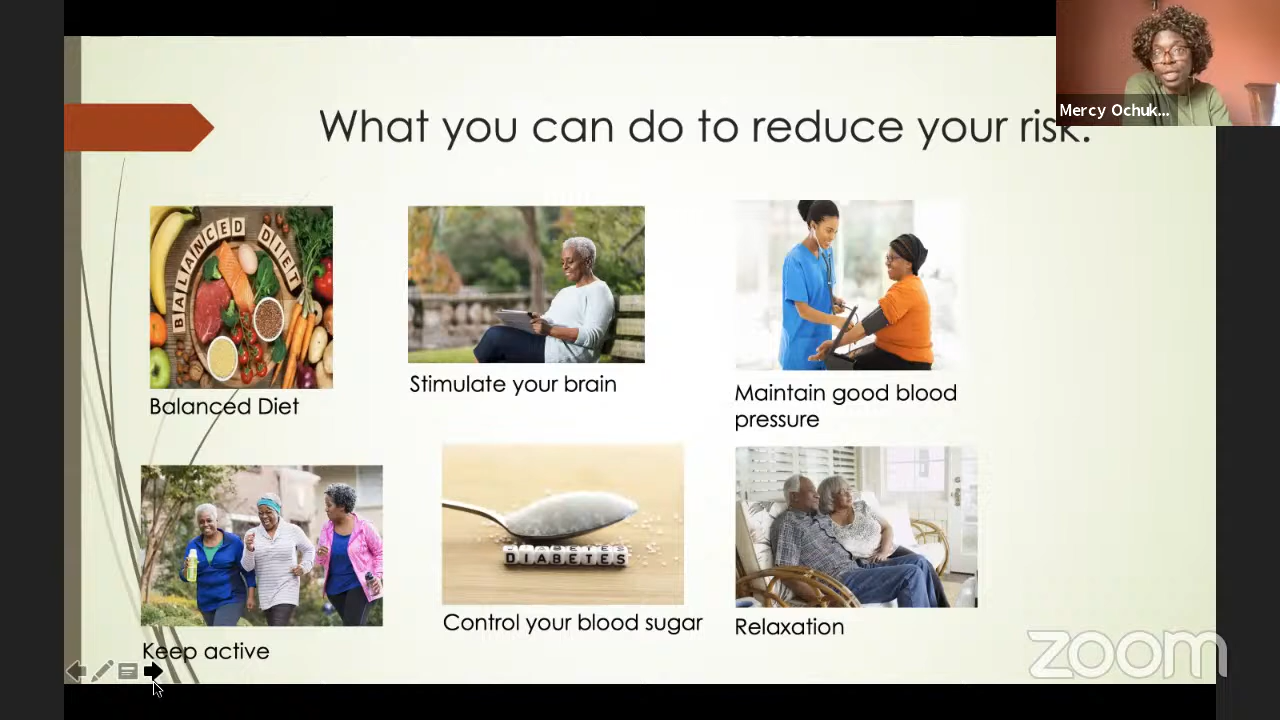 What you can do to reduce your risk.
Mercy Ochuk...
BALANCED DIET
Balanced Diet
Stimulate your brain
Maintain good blood
pressure
Keep active
DIABETES
Control your blood sugar
Relaxation
zoom